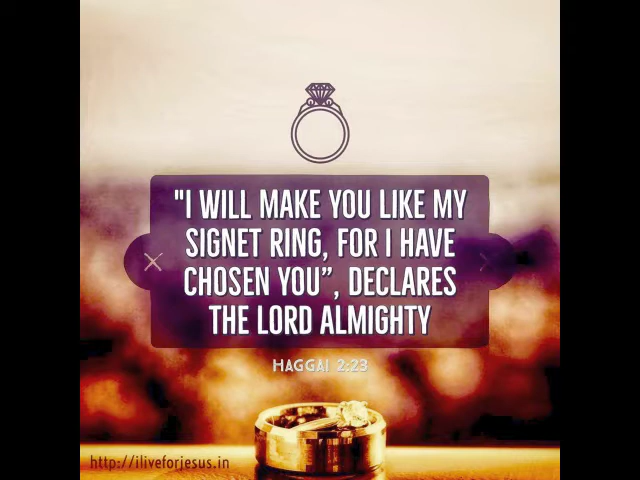 "I WILL MAKE YOU LIKE MY
SIGNET RING, FOR I HAVE
CHOSEN YOU”, DECLARES
THE LORD ALMIGHTY
HAGGAI 2:23
http://iliveforjesus.in